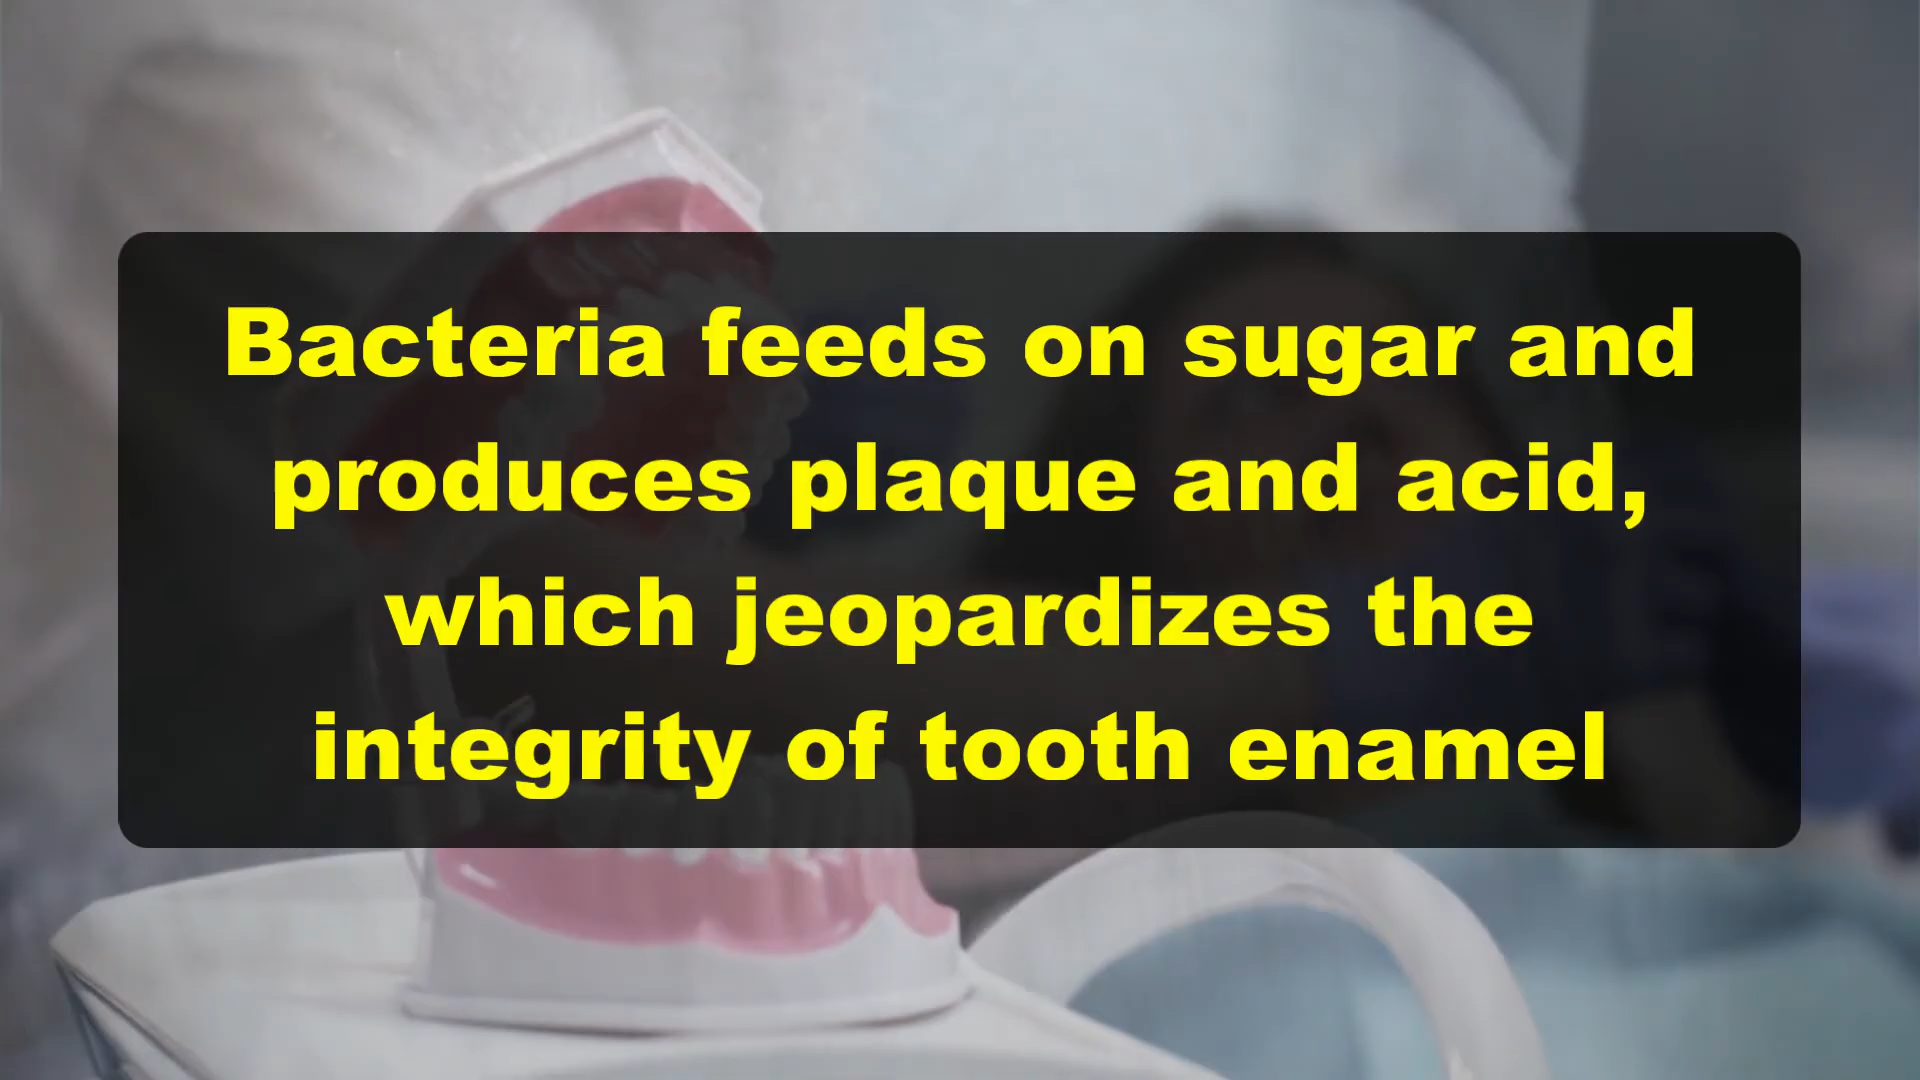 Bacteria feeds on sugar and
produces plaque and acid,
which jeopardizes the
integrity of tooth enamel